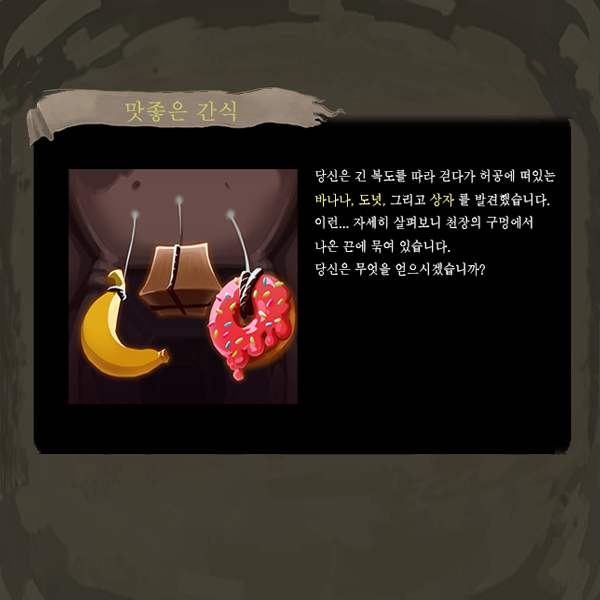 맛좋은 간식
당신은 긴 복도를 따라 걷다가 허공에 떠있는
바나나, 도넛, 그리고 상자 를 발견했습니다.
이런... 자세히 살펴보니 천장의 구멍에서
나온 끈에 묶여 있습니다.
당신은 무엇을 얻으시겠습니까?